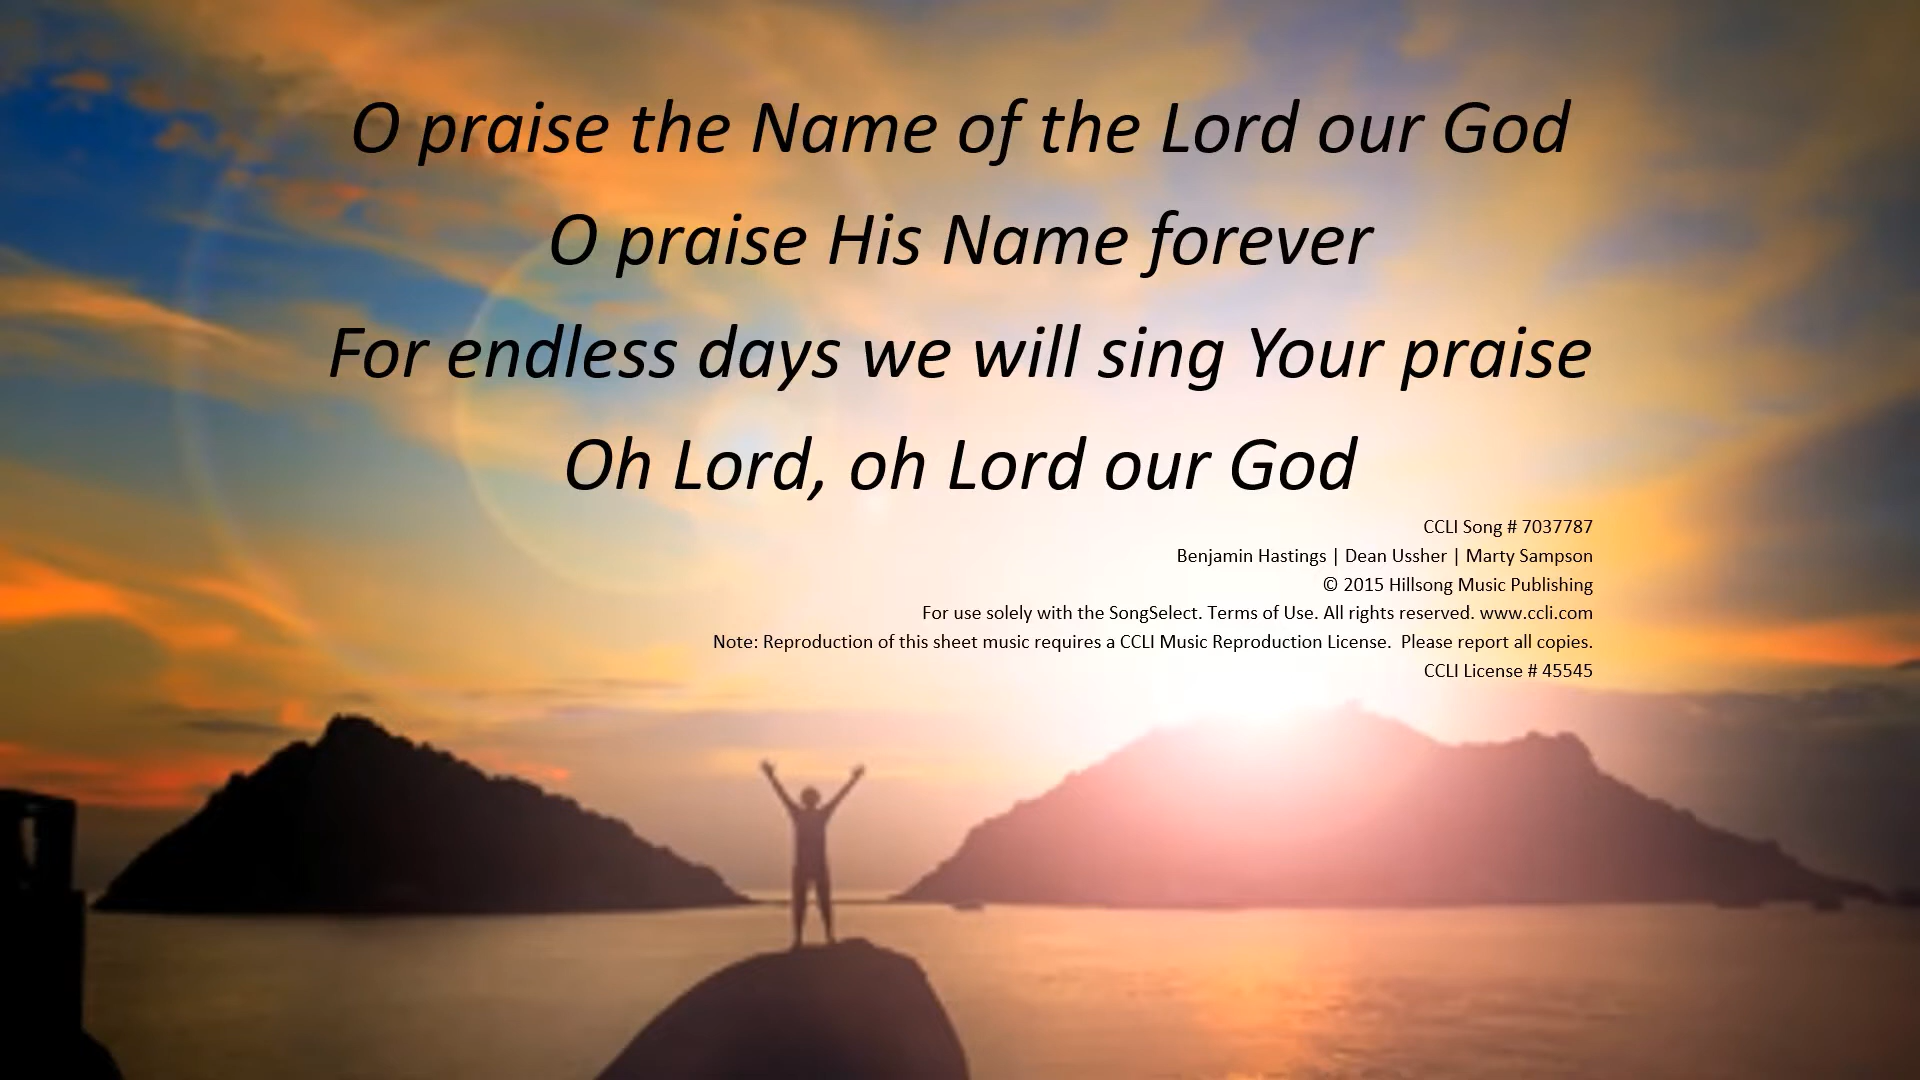 O praise the Name of the Lord our God
O praise His Name forever
For endless days we will sing Your praise
Oh Lord, oh Lord our God
CCLI Song # 7037787
Benjamin Hastings | Dean Ussher | Marty Sampson
© 2015 Hillsong Music Publishing
For use solely with the SongSelect. Terms of Use. All rights reserved. www.ccli.com
Note: Reproduction of this sheet music requires a CCLI Music Reproduction License.  Please report all copies.
CCLI License # 45545